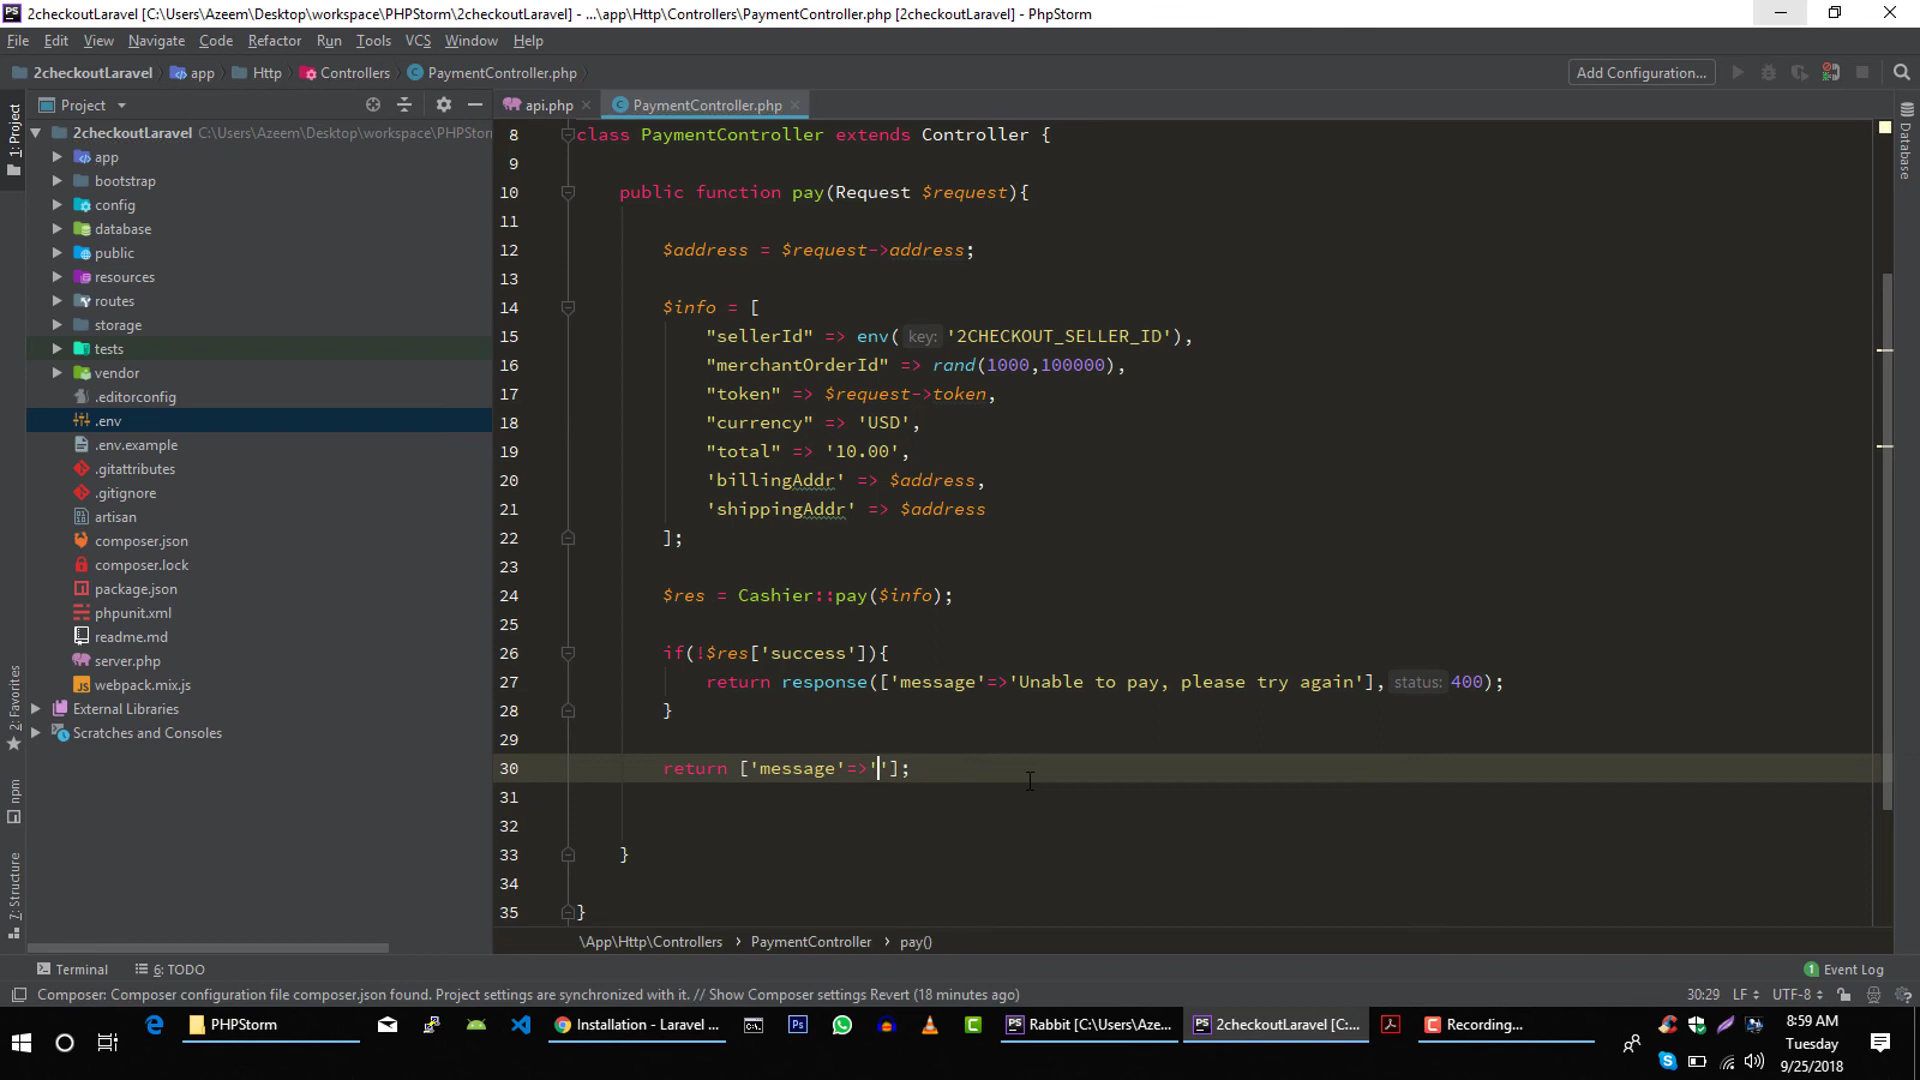 2checkoutLaravel [C:\Users\Azeem\Desktop\workspace\PHPStorm\2checkoutLaravel] - ...\app\Http\Controllers\PaymentController.php [2checkoutLaravel] - PhpStorm
File Edit View Navigate Code Refactor Run Tools VCS Window Help
2checkoutLaravel app Http Controllers PaymentController.php Add Configuration...
Project api.php PaymentController.php
1: Project
Database
2checkoutLaravel C:\Users\Azeem\Desktop\workspace\PHPStorm
app
bootstrap
config
database
public
resources
routes
storage
tests
vendor
.editorconfig
.env
.env.example
.gitattributes
.gitignore
artisan
composer.json
composer.lock
package.json
phpunit.xml
readme.md
server.php
webpack.mix.js
External Libraries
Scratches and Consoles
2: Favorites
npm
7: Structure
8 class PaymentController extends Controller {
9
10 public function pay(Request $request){
11
12 $address = $request->address;
13
14 $info = [
15 "sellerId" => env( key: '2CHECKOUT_SELLER_ID'),
16 "merchantOrderId" => rand(1000,100000),
17 "token" => $request->token,
18 "currency" => 'USD',
19 "total" => '10.00',
20 'billingAddr' => $address,
21 'shippingAddr' => $address
22 ];
23
24 $res = Cashier::pay($info);
25
26 if(!$res['success']){
27 return response(['message'=>'Unable to pay, please try again'], status: 400);
28 }
29
30 return ['message'=>''];
31
32
33 }
34
35 }
\App\Http\Controllers PaymentController pay()
Terminal 6: TODO 1 Event Log
Composer: Composer configuration file composer.json found. Project settings are synchronized with it. // Show Composer settings Revert (18 minutes ago) 30:29 LF UTF-8
PHPStorm Installation - Laravel ... Rabbit [C:\Users\Aze... 2checkoutLaravel [C:... Recording...
8:59 AM
Tuesday
9/25/2018